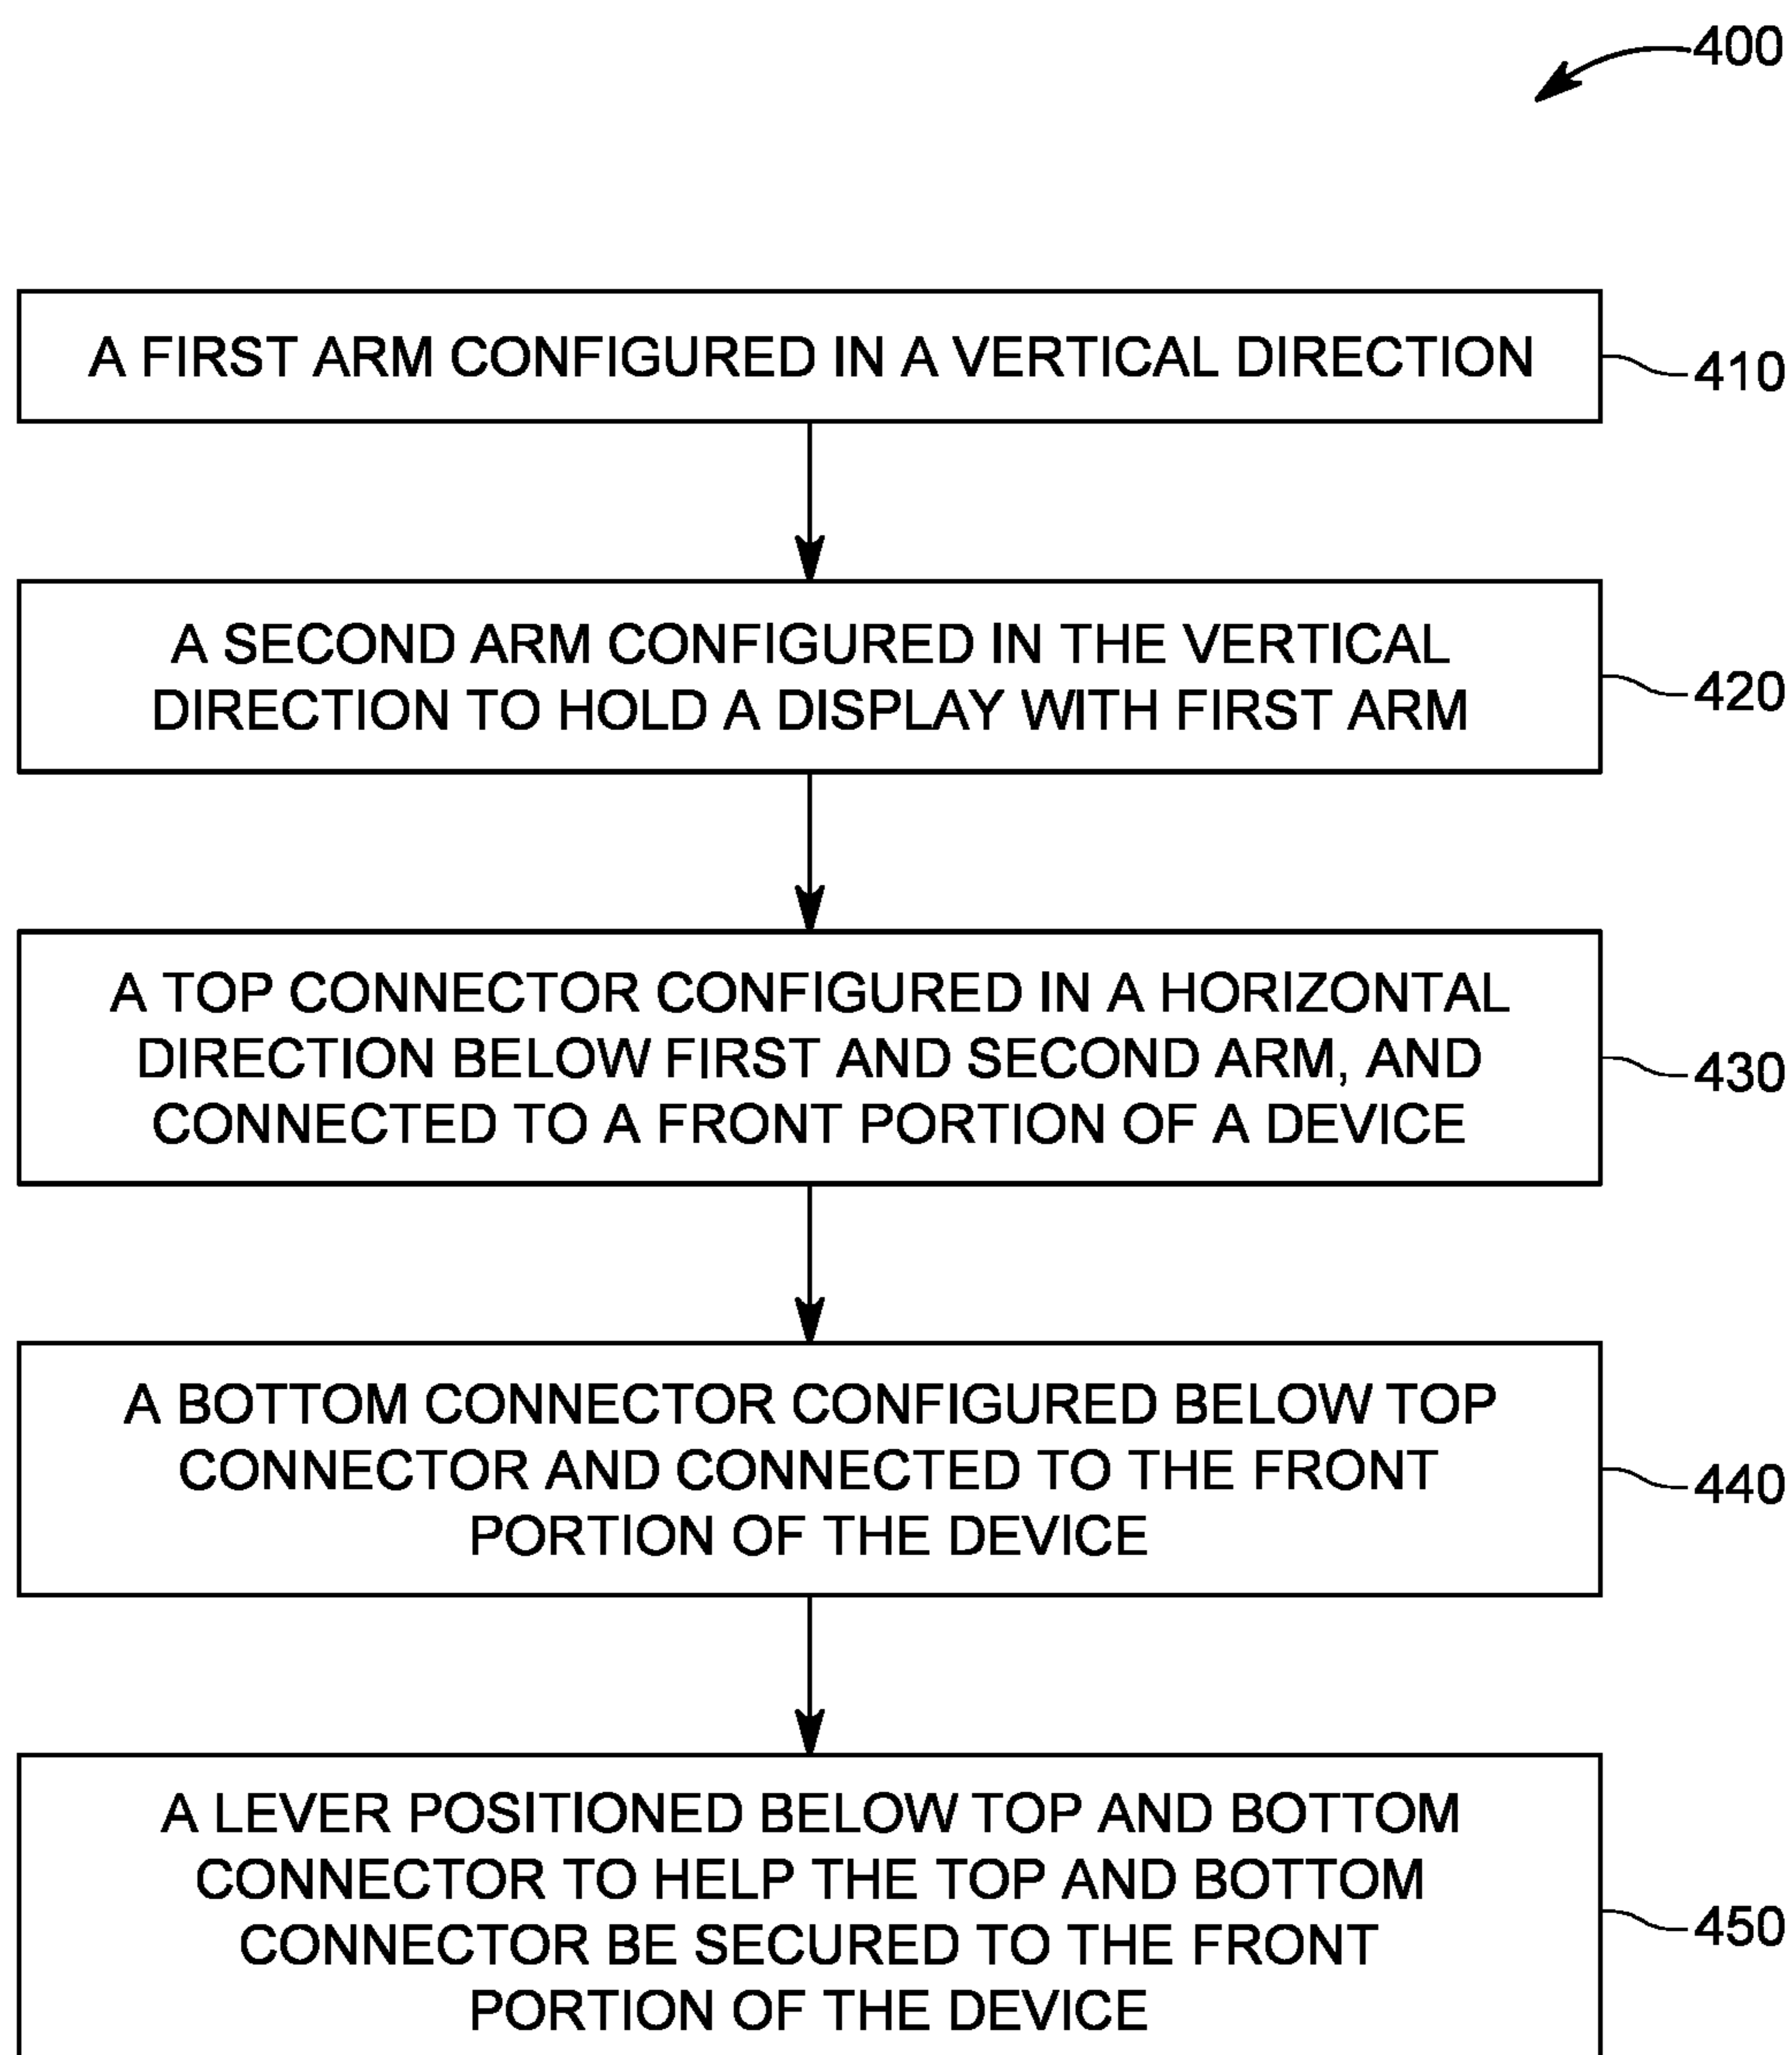 400
A FIRST ARM CONFIGURED IN A VERTICAL DIRECTION
410
A SECOND ARM CONFIGURED IN THE VERTICAL
DIRECTION TO HOLD A DISPLAY WITH FIRST ARM
420
A TOP CONNECTOR CONFIGURED IN A HORIZONTAL
DIRECTION BELOW FIRST AND SECOND ARM, AND
CONNECTED TO A FRONT PORTION OF A DEVICE
430
A BOTTOM CONNECTOR CONFIGURED BELOW TOP
CONNECTOR AND CONNECTED TO THE FRONT
PORTION OF THE DEVICE
440
A LEVER POSITIONED BELOW TOP AND BOTTOM
CONNECTOR TO HELP THE TOP AND BOTTOM
CONNECTOR BE SECURED TO THE FRONT
PORTION OF THE DEVICE
450